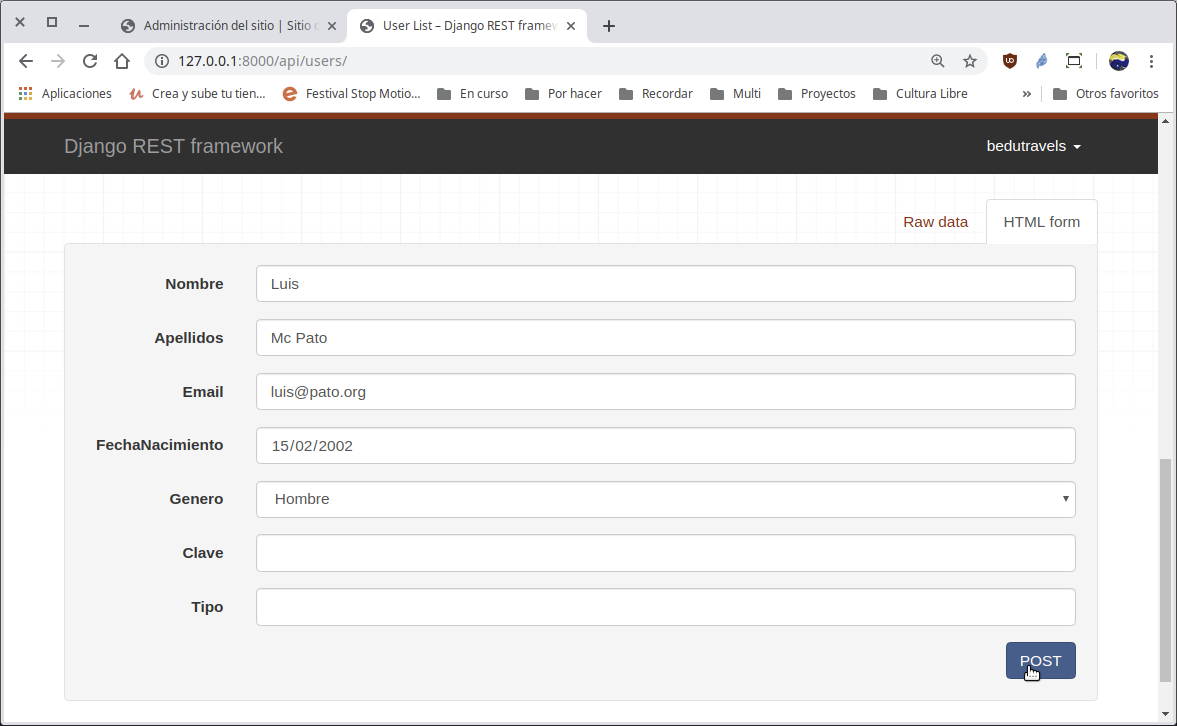 Administración del sitio | Sitio
User List – Django REST framew
127.0.0.1:8000/api/users/
Aplicaciones Crea y sube tu tien... Festival Stop Motio... En curso Por hacer Recordar Multi Proyectos Cultura Libre » Otros favoritos
Django REST framework bedutravels
Raw data HTML form
Nombre Luis
Apellidos Mc Pato
Email luis@pato.org
FechaNacimiento 15/02/2002
Genero Hombre
Clave
Tipo
POST